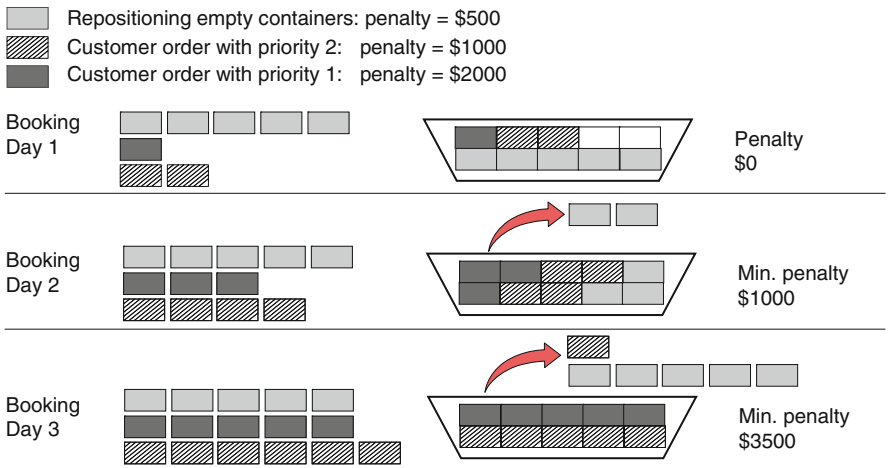 Repositioning empty containers: penalty = $500
Customer order with priority 2: penalty = $1000
Customer order with priority 1: penalty = $2000
Booking
Day 1
Penalty
$0
Booking
Day 2
Min. penalty
$1000
Booking
Day 3
Min. penalty
$3500